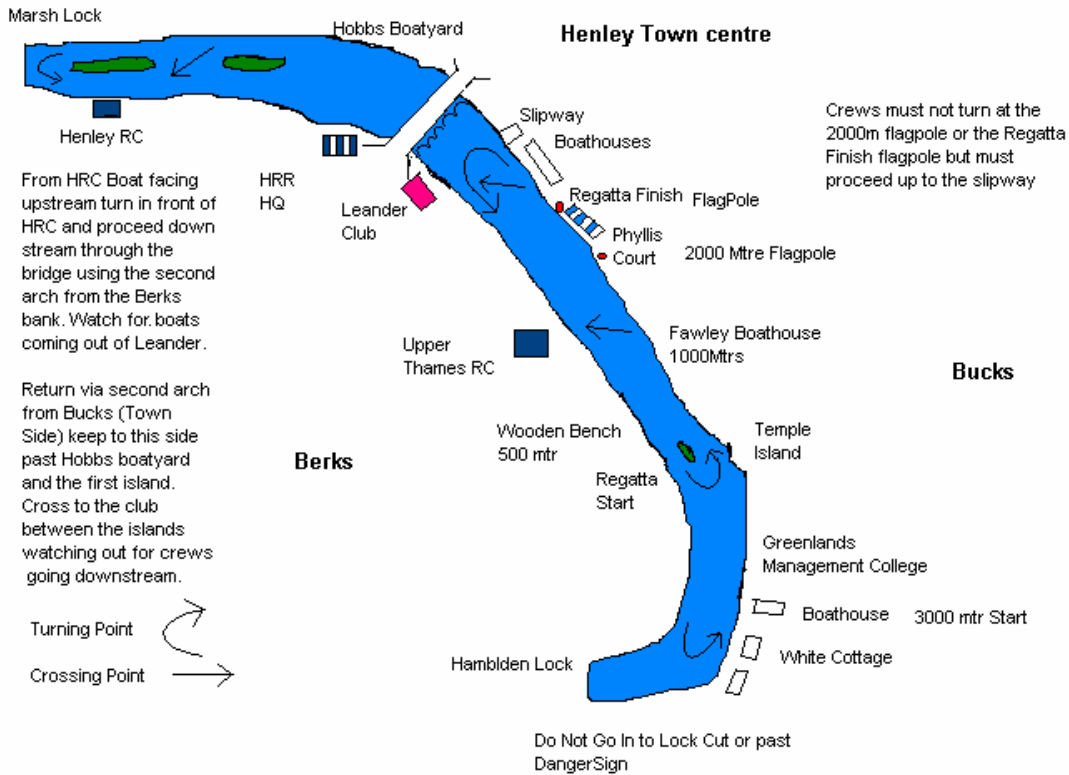 Marsh Lock
Hobbs Boatyard
Henley Town centre
Henley RC
Slipway
Boathouses
Crews must not turn at the
2000m flagpole or the Regatta
Finish flagpole but must
proceed up to the slipway
From HRC Boat facing
upstream turn in front of
HRC and proceed down
stream through the
bridge using the second
arch from the Berks
bank. Watch for. boats
coming out of Leander.
HRR
HQ
Leander
Club
Regatta Finish
FlagPole
Phyllis
Court
2000 Mtre Flagpole
Upper
Thames RC
Fawley Boathouse
1000Mtrs
Bucks
Return via second arch
from Bucks (Town
Side) keep to this side
past Hobbs boatyard
and the first island.
Cross to the club
between the islands
watching out for crews
going downstream.
Berks
Wooden Bench
500 mtr
Temple
Island
Regatta
Start
Greenlands
Management College
Turning Point
Boathouse
3000 mtr Start
Crossing Point
Hamblden Lock
White Cottage
Do Not Go In to Lock Cut or past
DangerSign